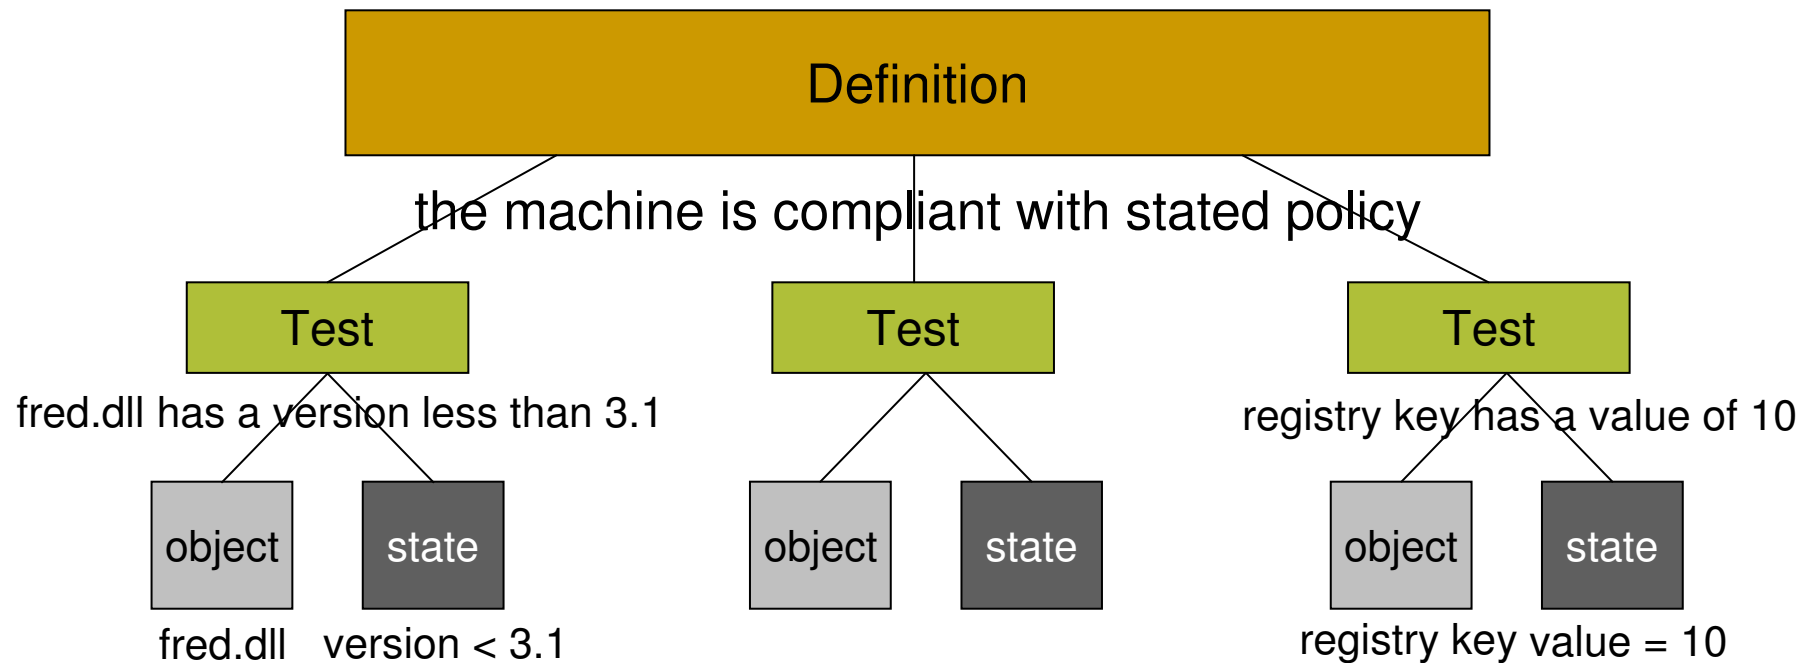 Definition
the machine is compliant with stated policy
Test
Test
Test
fred.dll has a version less than 3.1
registry key has a value of 10
object
state
object
state
object
state
fred.dll
version < 3.1
registry key
value = 10